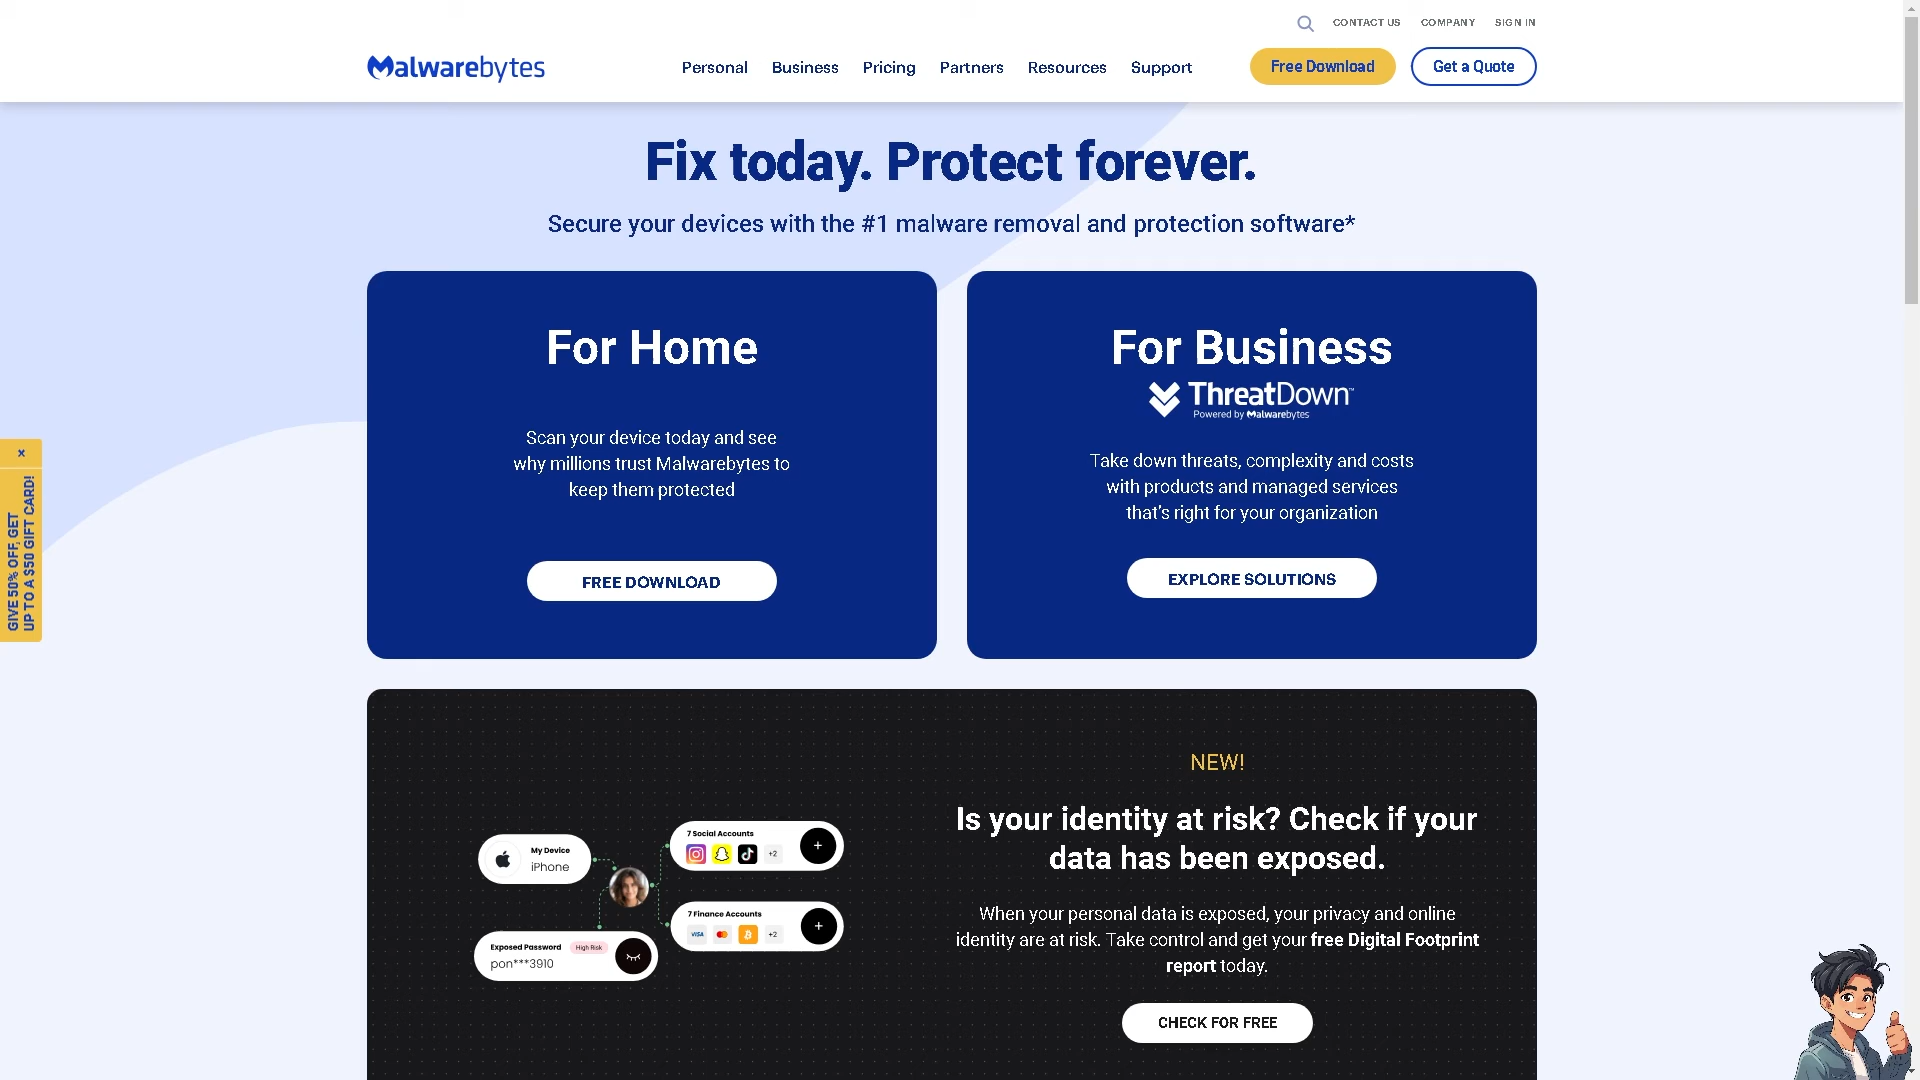 CONTACT US COMPANY SIGN IN
Malwarebytes
Personal Business Pricing Partners Resources Support
Free Download Get a Quote
Fix today. Protect forever.
Secure your devices with the #1 malware removal and protection software*
For Home
Scan your device today and see
why millions trust Malwarebytes to
keep them protected
FREE DOWNLOAD
For Business
ThreatDown™
Powered by Malwarebytes
Take down threats, complexity and costs
with products and managed services
that's right for your organization
EXPLORE SOLUTIONS
×
GIVE 50% OFF, GET
UP TO A $50 GIFT CARD!
My Device
iPhone
7 Social Accounts
+2
+
7 Finance Accounts
VISA
+2
+
Exposed Password High Risk
pon***3910
NEW!
Is your identity at risk? Check if your
data has been exposed.
When your personal data is exposed, your privacy and online
identity are at risk. Take control and get your free Digital Footprint
report today.
CHECK FOR FREE